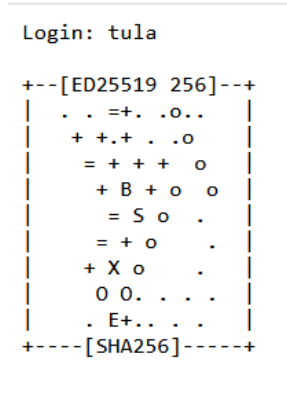 Login: tula
+--[ED25519 256]--+
|  . . =+. .o..   |
|   + +.+ . .o    |
|    = + + +  o   |
|     + B + o  o  |
|      = S o  .   |
|     = + o    .  |
|    + X o    .   |
|     O O. . . .  |
|    . E+.. . .   |
+----[SHA256]-----+